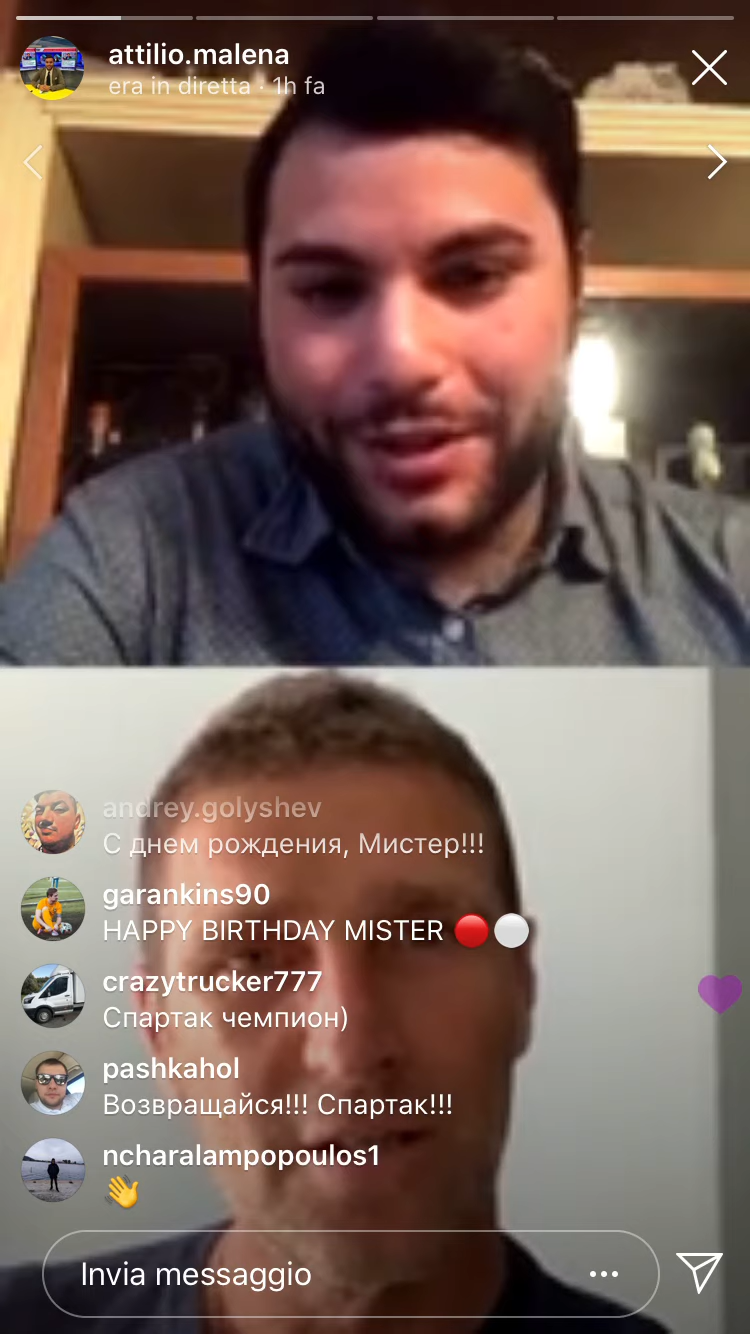 attilio.malena
era in diretta · 1h fa
andrey.golyshev
С днем рождения, Мистер!!!
garankins90
HAPPY BIRTHDAY MISTER 🔴⚪
crazytrucker777
Спартак чемпион)
pashkahol
Возвращайся!!! Спартак!!!
ncharalampopoulos1
👋
Invia messaggio